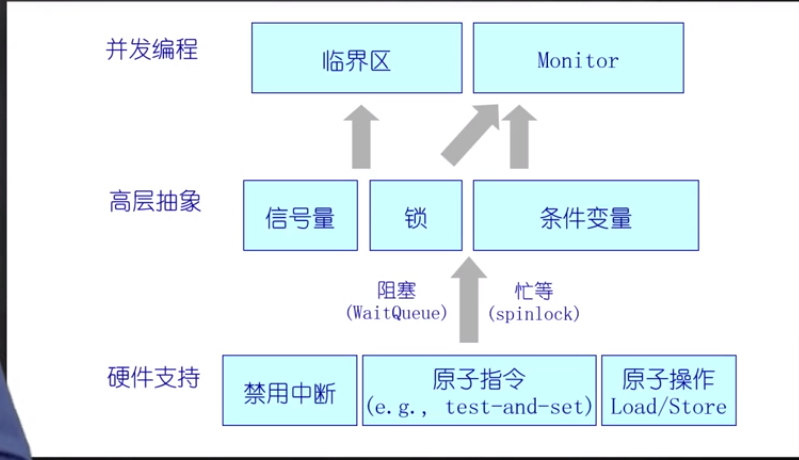 并发编程
临界区
Monitor
高层抽象
信号量
锁
条件变量
阻塞
(WaitQueue)
忙等
(spinlock)
硬件支持
禁用中断
原子指令
(e.g., test-and-set)
原子操作
Load/Store